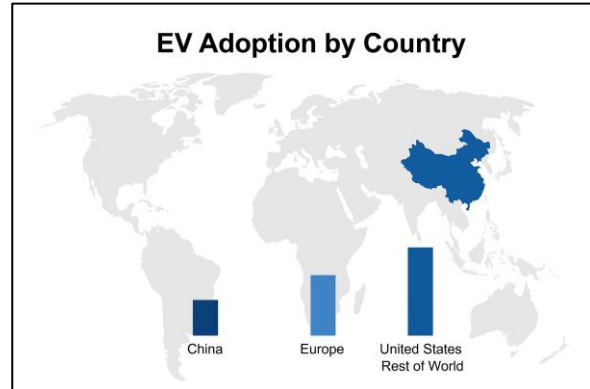 EV Adoption by Country
China
Europe
United States
Rest of World